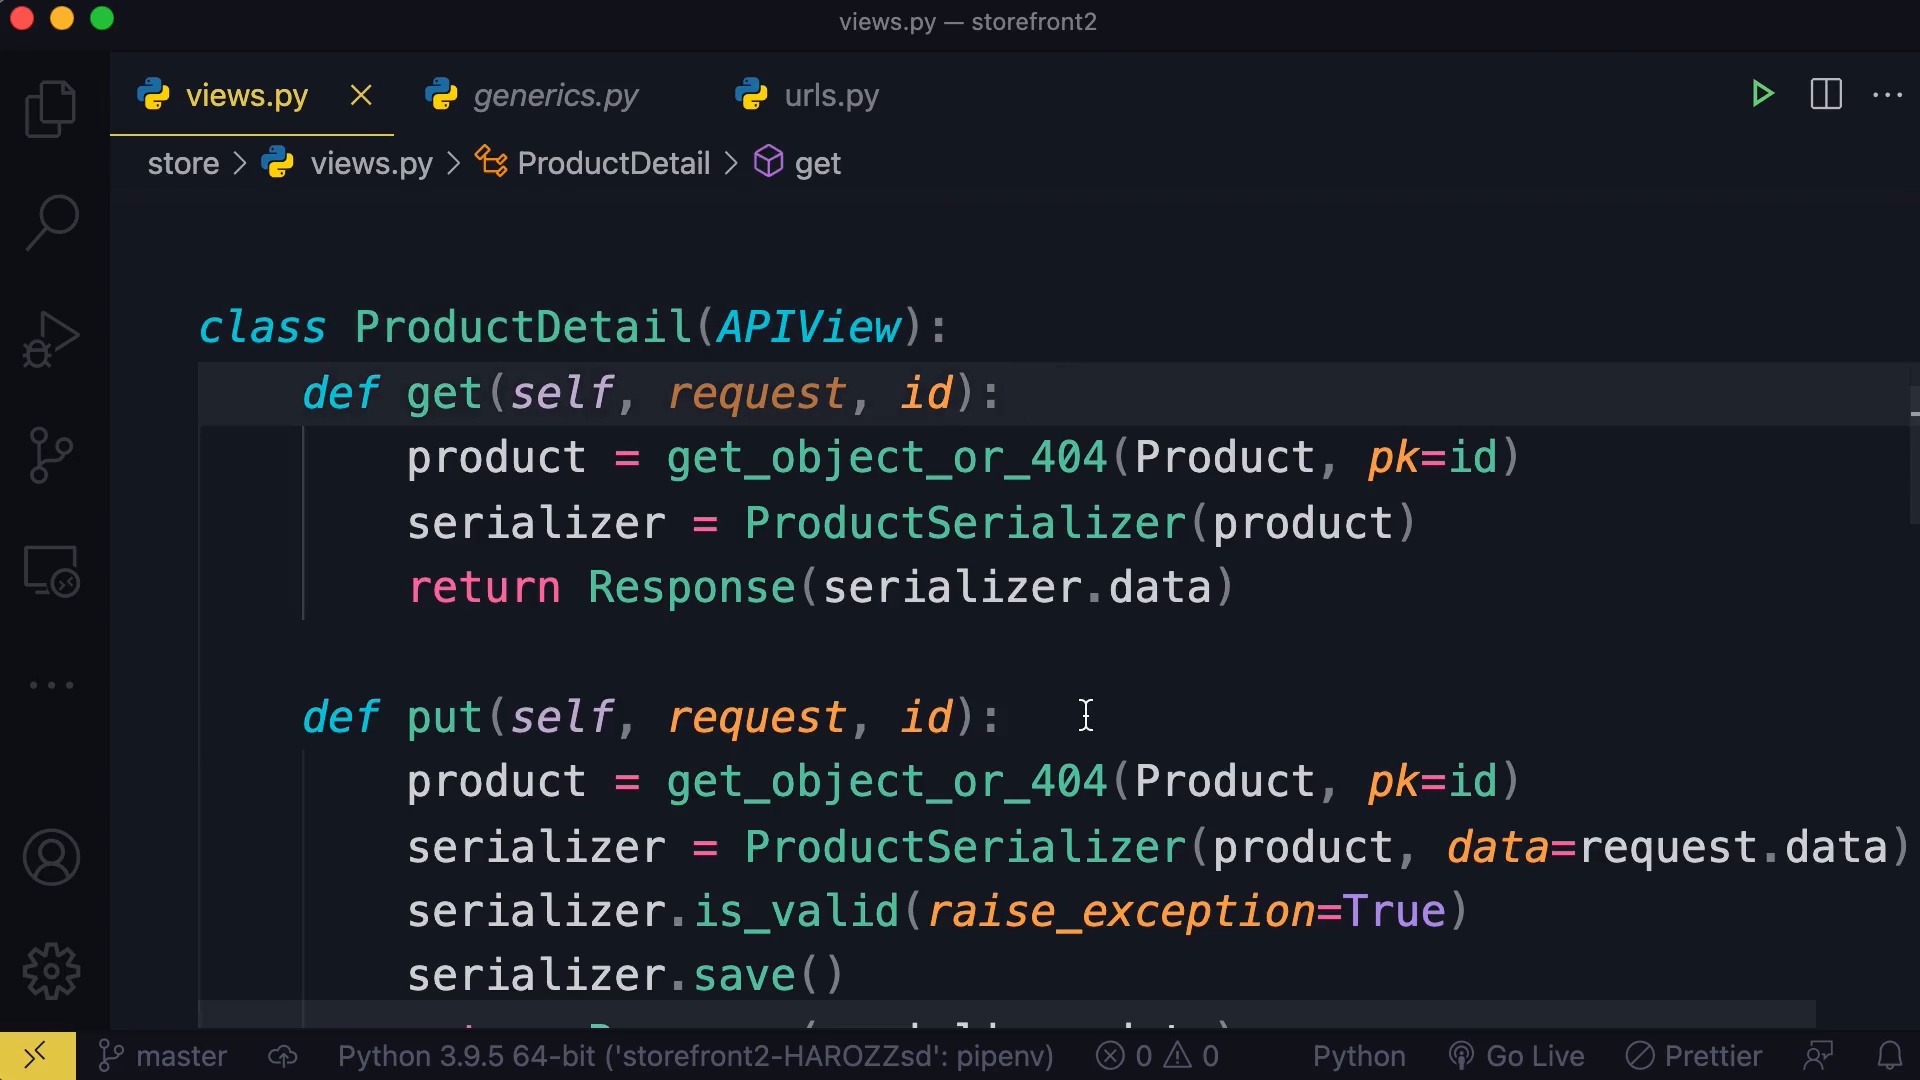 views.py — storefront2
views.py generics.py urls.py
store > views.py > ProductDetail > get
class ProductDetail(APIView):
def get(self, request, id):
product = get_object_or_404(Product, pk=id)
serializer = ProductSerializer(product)
return Response(serializer.data)
def put(self, request, id):
product = get_object_or_404(Product, pk=id)
serializer = ProductSerializer(product, data=request.data)
serializer.is_valid(raise_exception=True)
serializer.save()
master Python 3.9.5 64-bit ('storefront2-HAROZZsd': pipenv) 0 0 Python Go Live Prettier